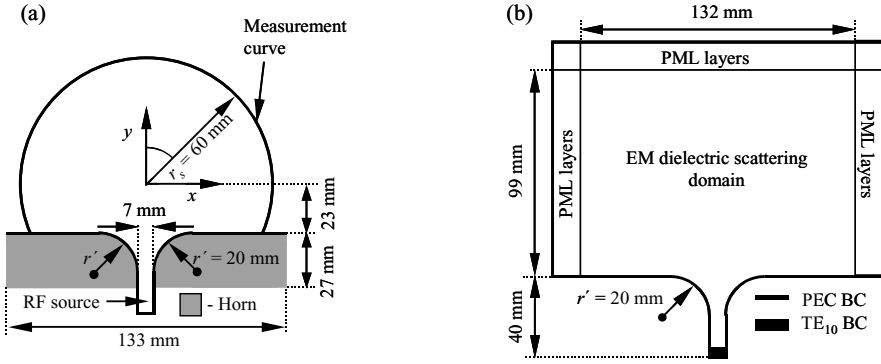 (a)
Measurement
curve
y
r_s = 60 mm
x
7 mm
23 mm
r′
r′ = 20 mm
27 mm
RF source
- Horn
133 mm
(b)
132 mm
PML layers
99 mm
PML layers
EM dielectric scattering
domain
PML layers
r′ = 20 mm
40 mm
PEC BC
TE₁₀ BC